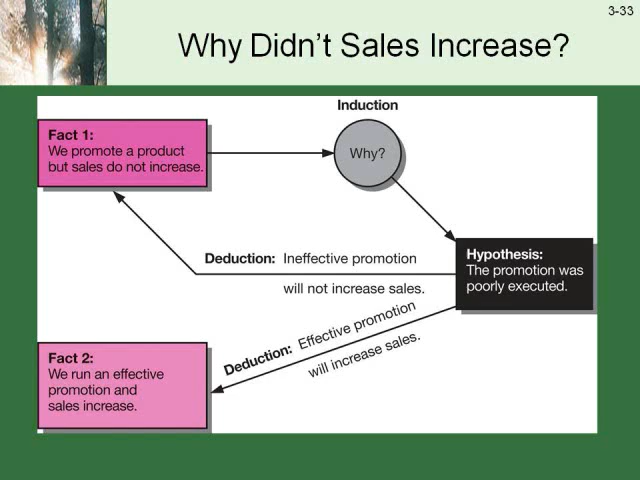 3-33
Why Didn't Sales Increase?
Induction
Fact 1:
We promote a product
but sales do not increase.
Why?
Deduction: Ineffective promotion
will not increase sales.
Hypothesis:
The promotion was
poorly executed.
Deduction: Effective promotion
will increase sales.
Fact 2:
We run an effective
promotion and
sales increase.